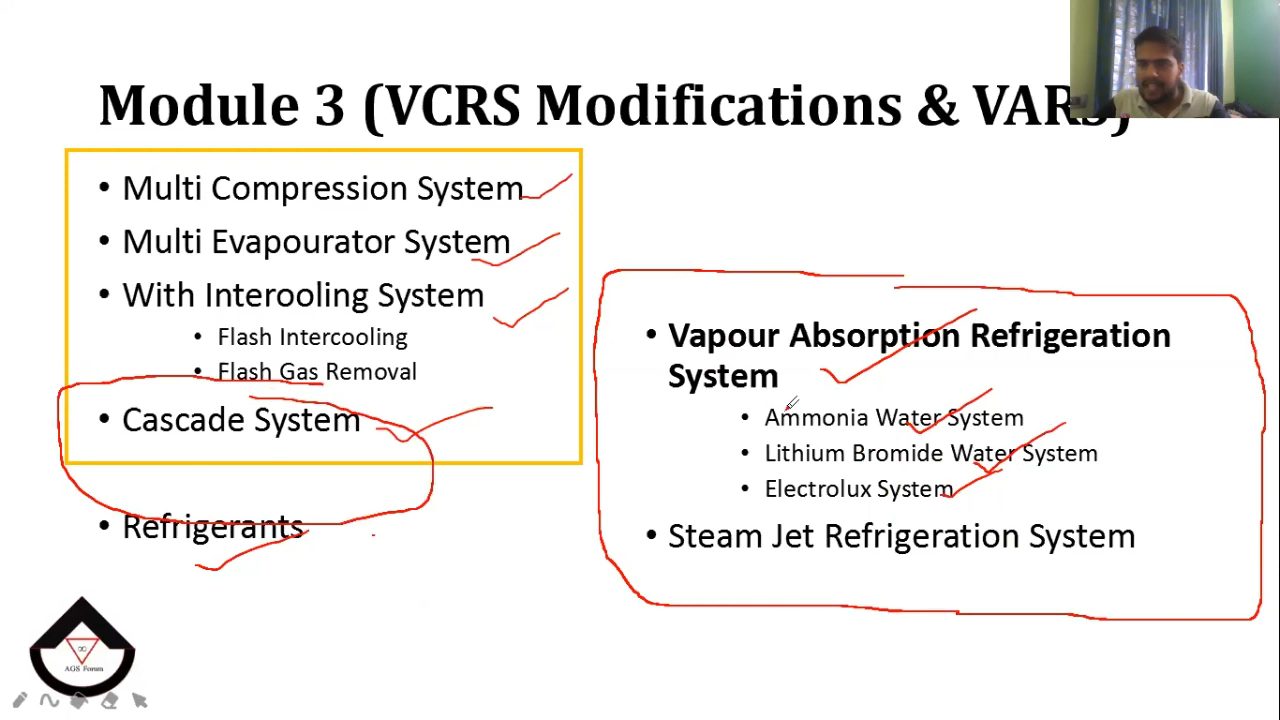 Module 3 (VCRS Modifications & VARS)
• Multi Compression System
• Multi Evapourator System
• With Interooling System
• Flash Intercooling
• Flash Gas Removal
• Cascade System
• Refrigerants
• Vapour Absorption Refrigeration
System
• Ammonia Water System
• Lithium Bromide Water System
• Electrolux System
• Steam Jet Refrigeration System
∞
AGS Forum